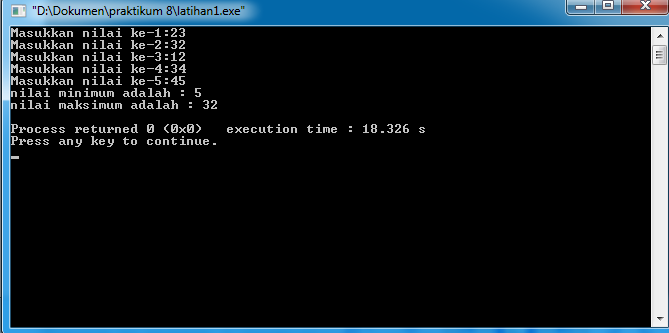 "D:\Dokumen\praktikum 8\latihan1.exe"
Masukkan nilai ke-1:23
Masukkan nilai ke-2:32
Masukkan nilai ke-3:12
Masukkan nilai ke-4:34
Masukkan nilai ke-5:45
nilai minimum adalah : 5
nilai maksimum adalah : 32
Process returned 0 (0x0)   execution time : 18.326 s
Press any key to continue.